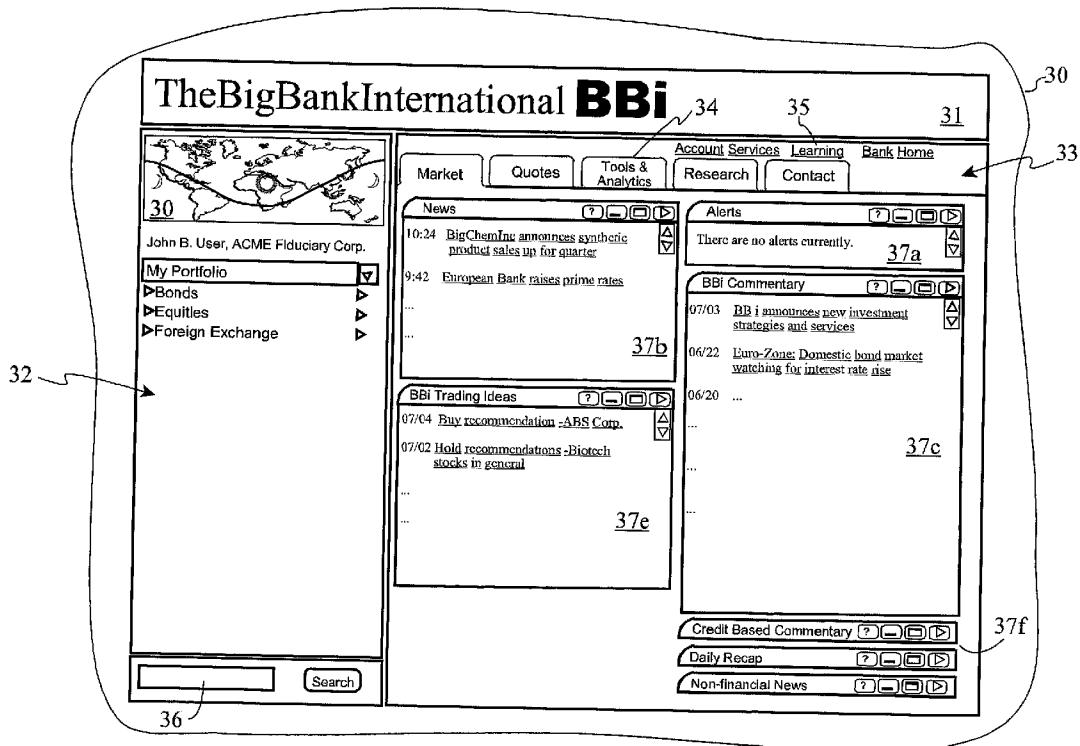 30
TheBigBankInternational BBi
31
34
35
33
Account Services Learning Bank Home
Market Quotes Tools & Analytics Research Contact
30
John B. User, ACME Fiduciary Corp.
My Portfolio
Bonds
Equities
Foreign Exchange
32
Search
36
News ?
10:24 BigChemInc announces synthetic
product sales up for quarter
9:42 European Bank raises prime rates
...
...
37b
BBi Trading Ideas ?
07/04 Buy recommendation -ABS Corp.
07/02 Hold recommendations -Biotech
stocks in general
...
...
37e
Alerts ?
There are no alerts currently.
37a
BBi Commentary ?
07/03 BB i announces new investment
strategies and services
06/22 Euro-Zone: Domestic bond market
watching for interest rate rise
06/20 ...
...
37c
...
...
Credit Based Commentary ?
37f
Daily Recap ?
Non-financial News ?